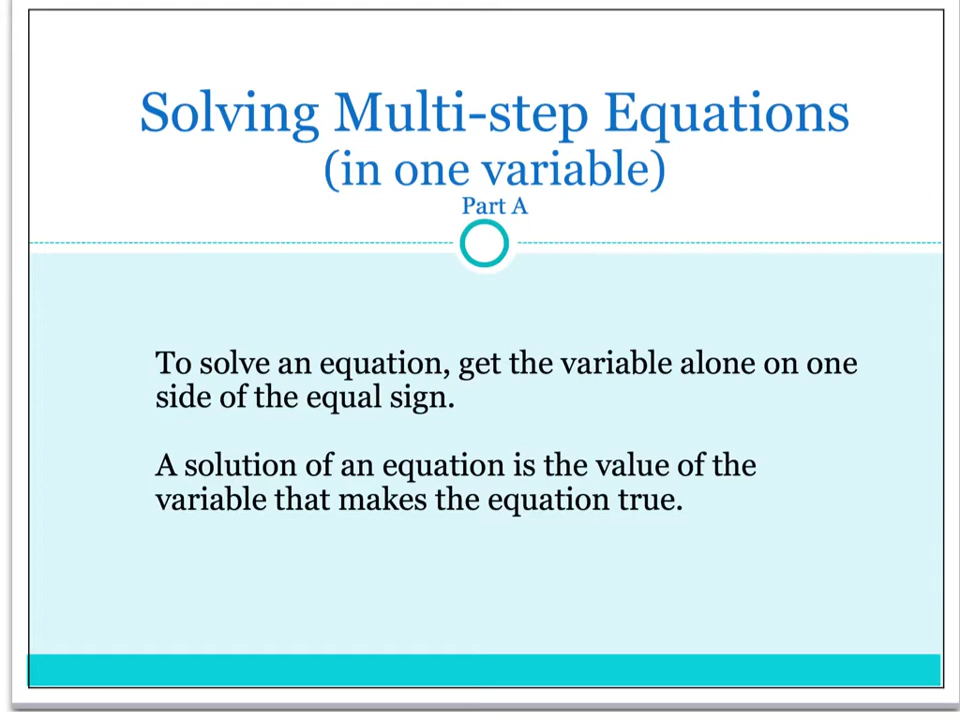 Solving Multi-step Equations
(in one variable)
Part A
To solve an equation, get the variable alone on one
side of the equal sign.
A solution of an equation is the value of the
variable that makes the equation true.